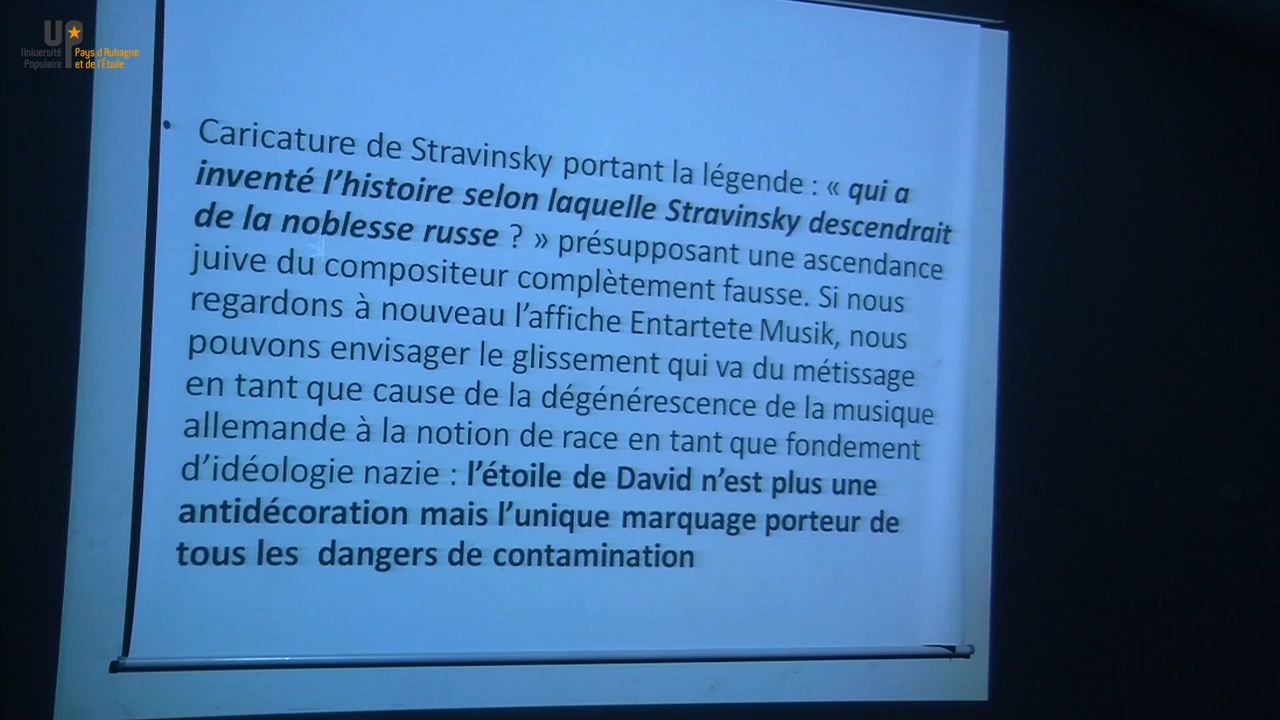 UP
Université
Populaire
Pays d'Aubagne
et de l'Étoile
• Caricature de Stravinsky portant la légende : « qui a
inventé l'histoire selon laquelle Stravinsky descendrait
de la noblesse russe ? » présupposant une ascendance
juive du compositeur complètement fausse. Si nous
regardons à nouveau l'affiche Entartete Musik, nous
pouvons envisager le glissement qui va du métissage
en tant que cause de la dégénérescence de la musique
allemande à la notion de race en tant que fondement
d'idéologie nazie : l'étoile de David n'est plus une
antidécoration mais l'unique marquage porteur de
tous les dangers de contamination